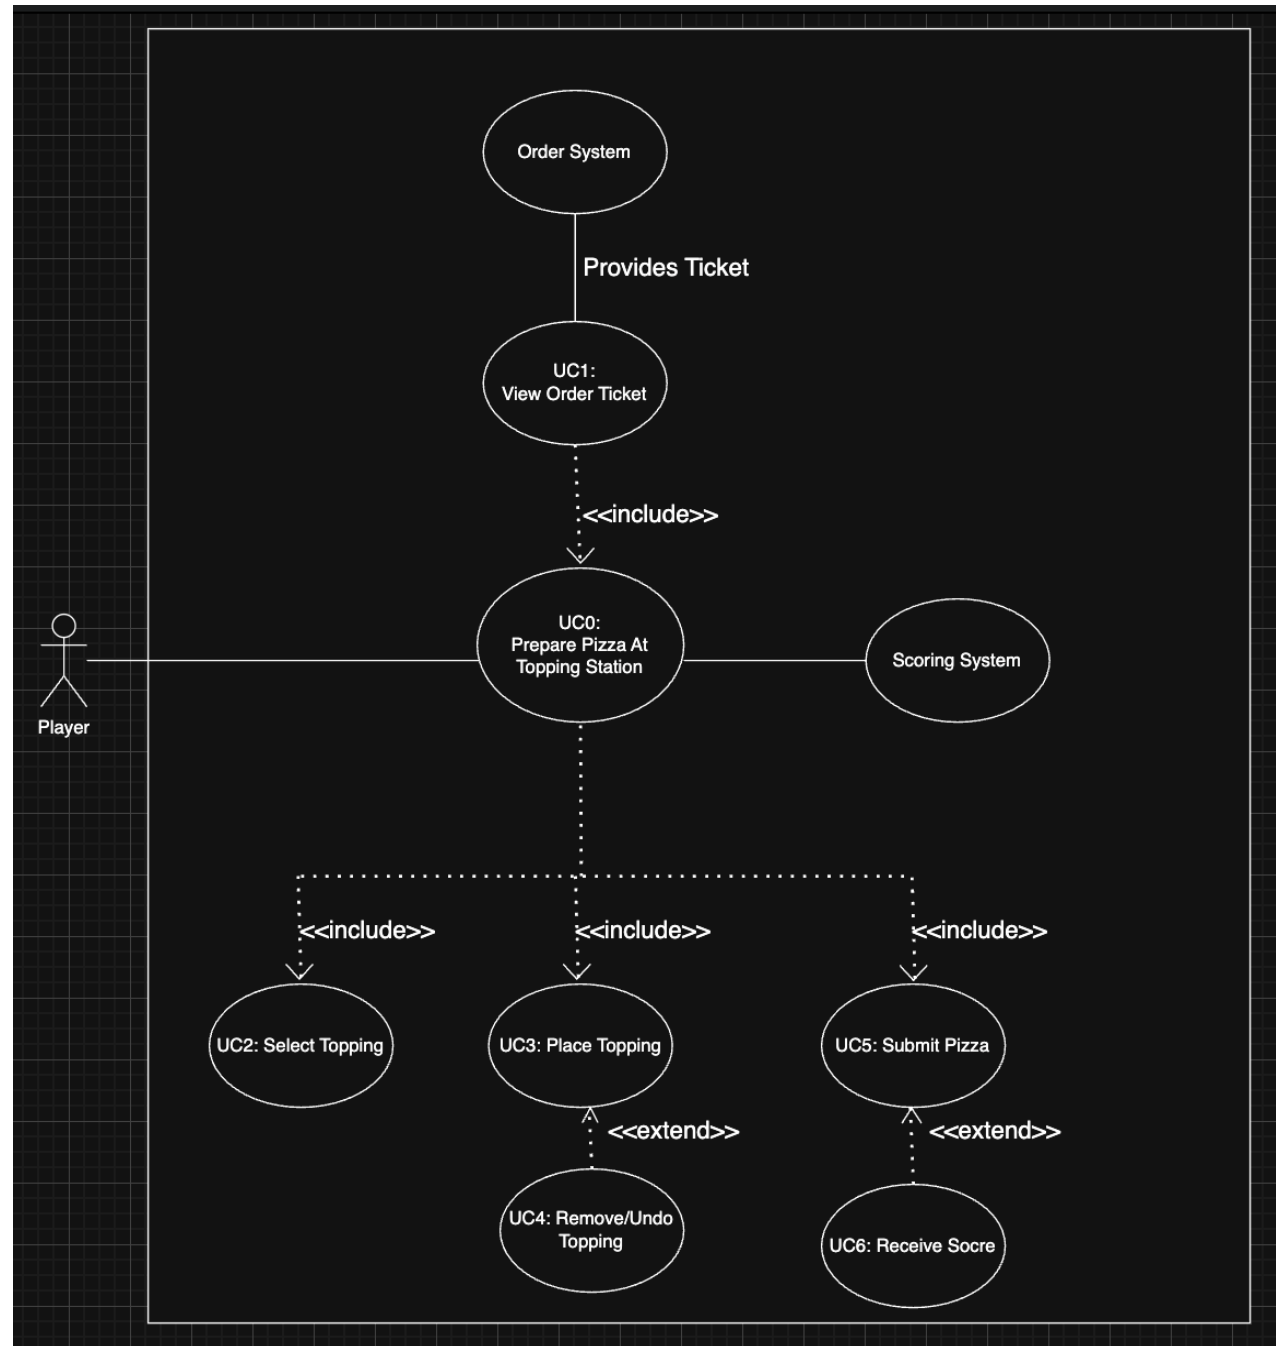 Order System
Provides Ticket
UC1:
View Order Ticket
<<include>>
UC0:
Prepare Pizza At
Topping Station
Scoring System
Player
<<include>>
<<include>>
<<include>>
UC2: Select Topping
UC3: Place Topping
UC5: Submit Pizza
<<extend>>
<<extend>>
UC4: Remove/Undo
Topping
UC6: Receive Socre